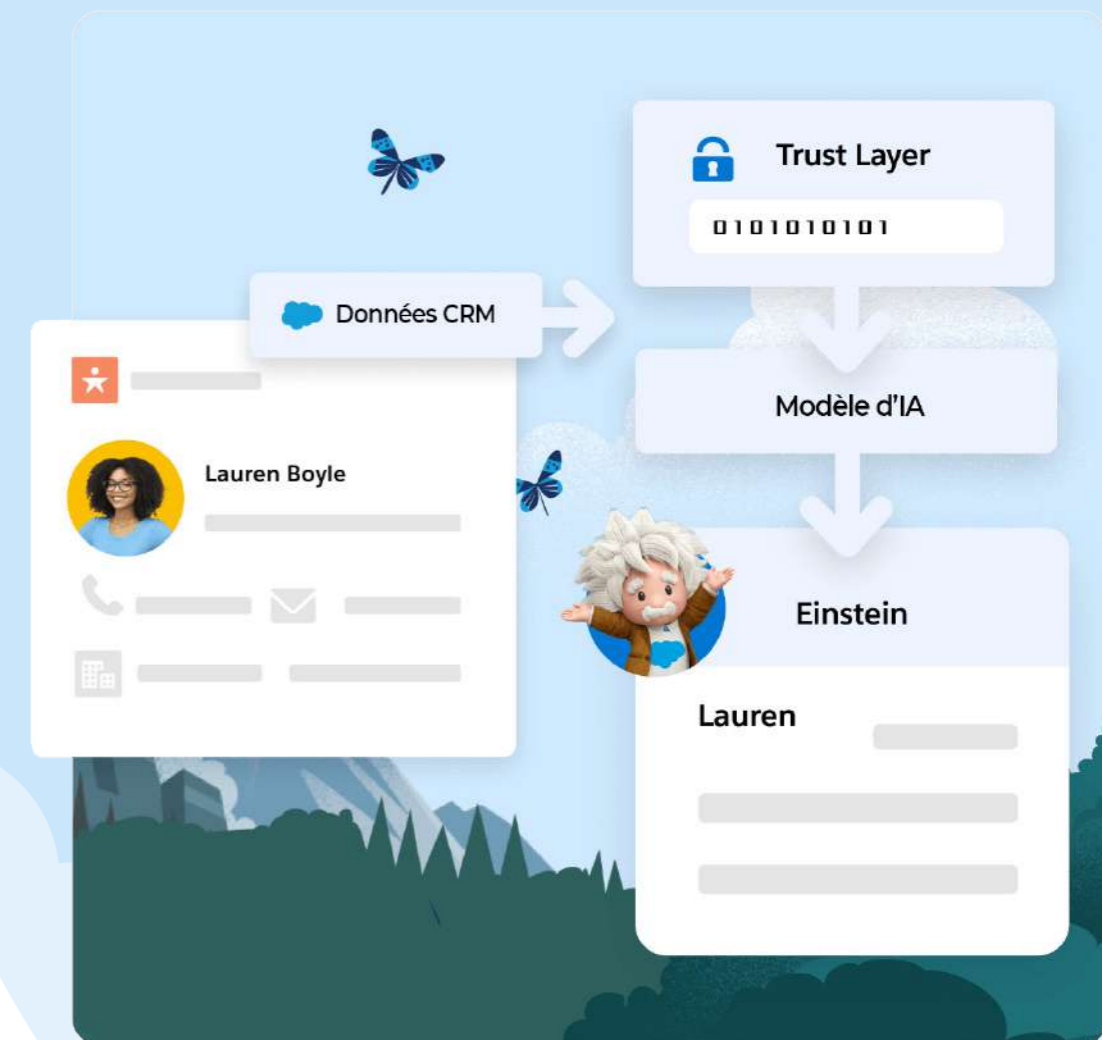 Trust Layer
0101010101
Données CRM
Lauren Boyle
Modèle d'IA
Einstein
Lauren